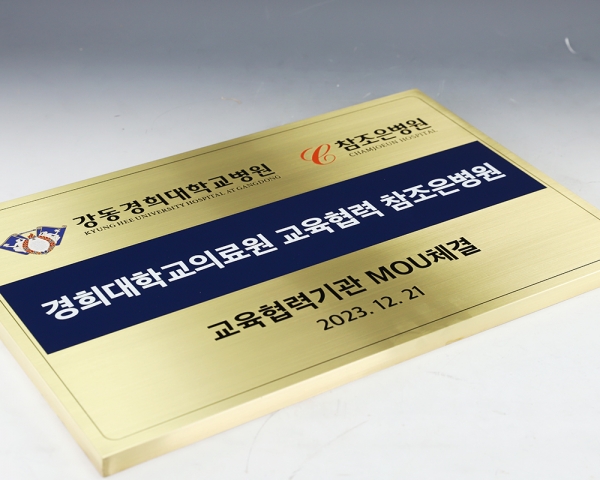 강동경희대학교병원
KYUNG HEE UNIVERSITY HOSPITAL AT GANGDONG
참조은병원
CHAMJOEUN HOSPITAL
경희대학교의료원 교육협력 참조은병원
교육협력기관 MOU체결
2023. 12. 21